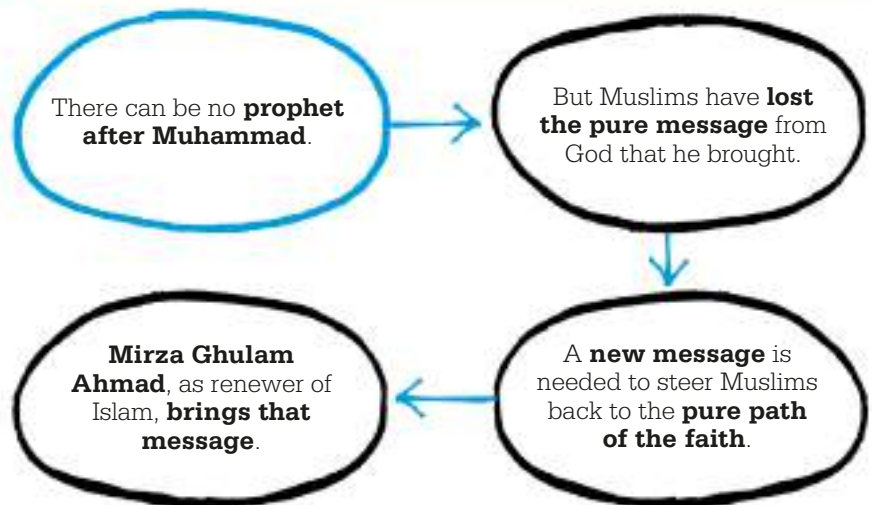 There can be no prophet
after Muhammad.
But Muslims have lost
the pure message from
God that he brought.
A new message is
needed to steer Muslims
back to the pure path
of the faith.
Mirza Ghulam
Ahmad, as renewer of
Islam, brings that
message.